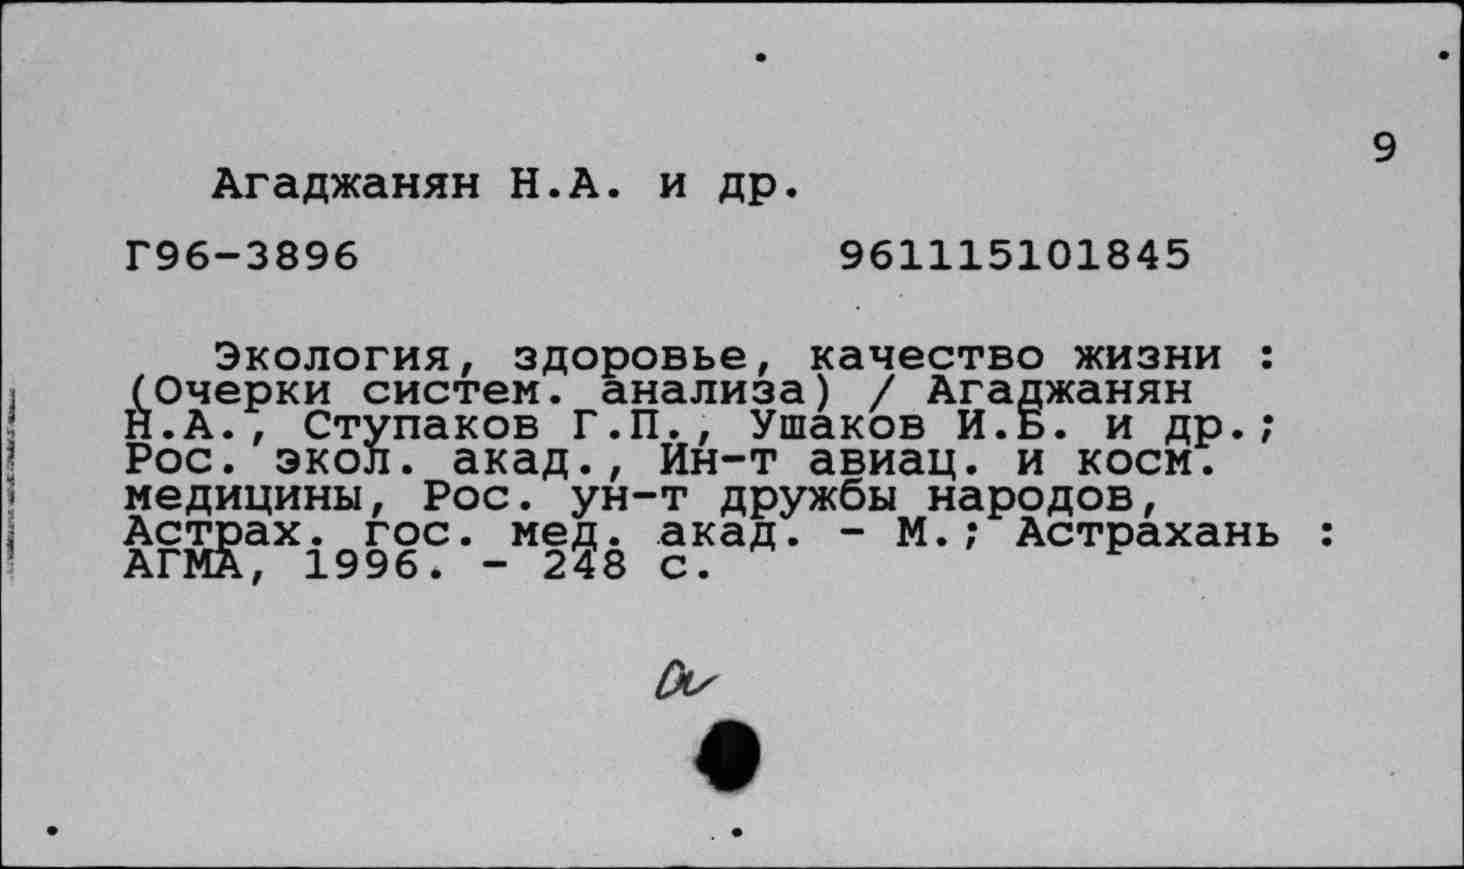 9
Агаджанян Н.А. и др.
Г96-3896 961115101845
Экология, здоровье, качество жизни :
(Очерки систем. анализа) / Агаджанян
Н.А., Ступаков Г.П., Ушаков И.Б. и др.;
Рос. экол. акад., Ин-т авиац. и косм.
медицины, Рос. ун-т дружбы народов,
Астрах. гос. мед. акад. - М.; Астрахань :
АГМА, 1996. - 248 с.